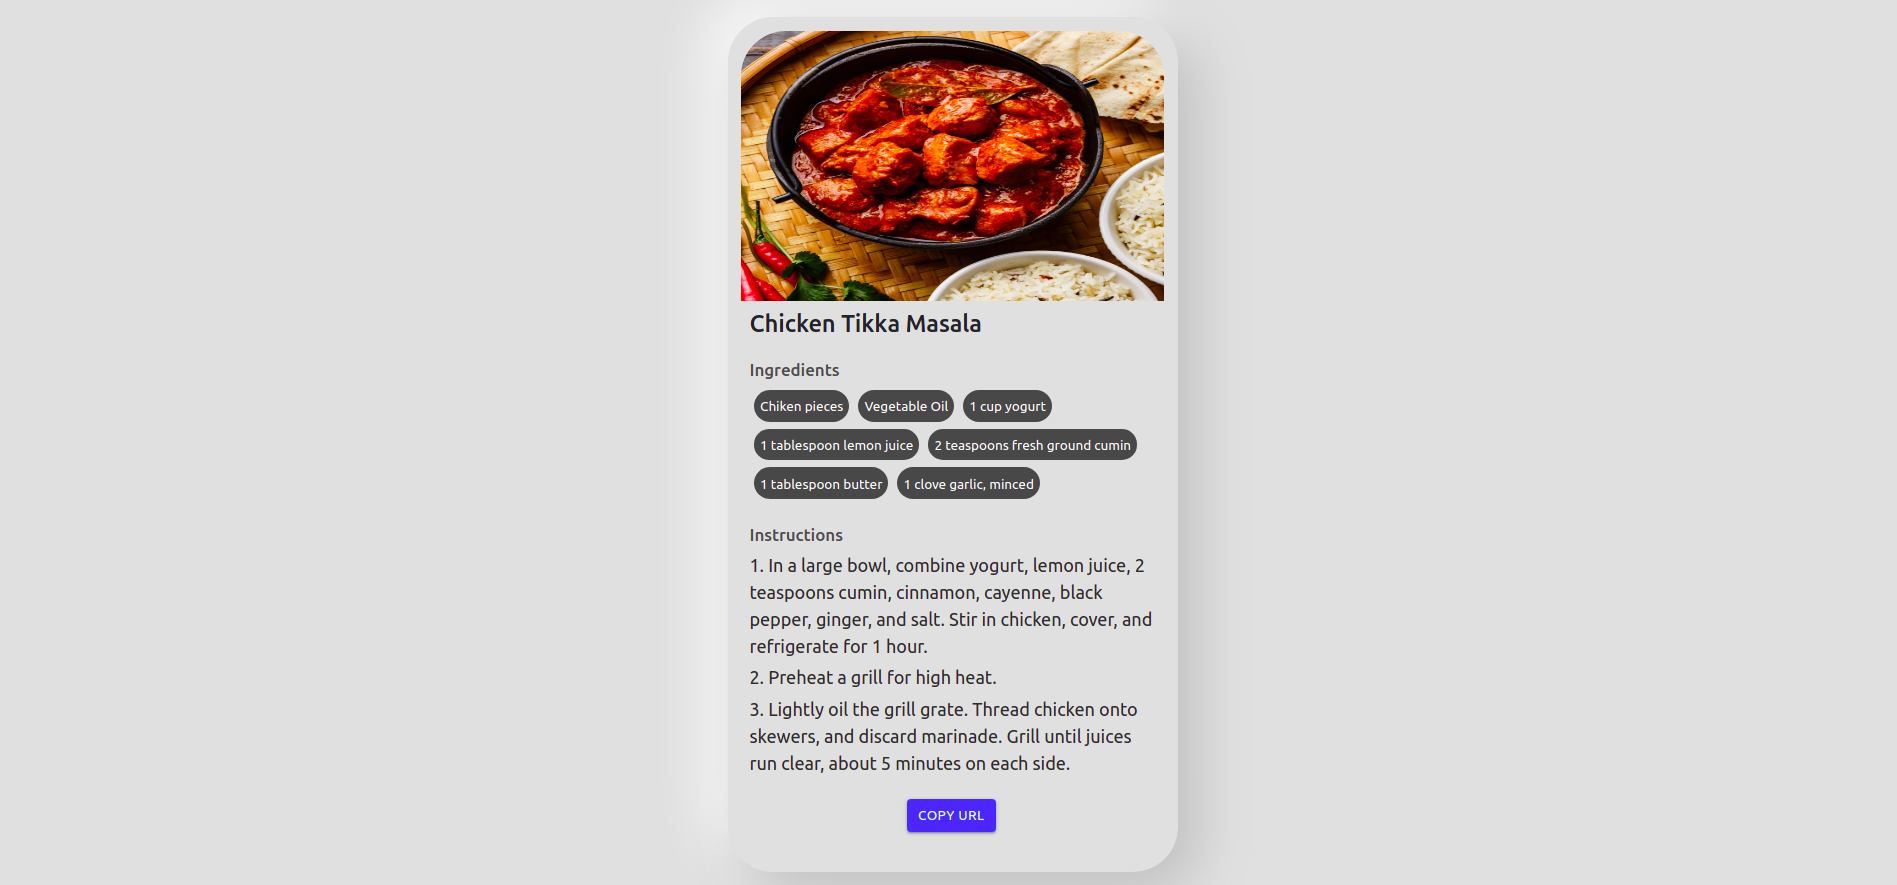 Chicken Tikka Masala
Ingredients
Chiken pieces Vegetable Oil 1 cup yogurt
1 tablespoon lemon juice 2 teaspoons fresh ground cumin
1 tablespoon butter 1 clove garlic, minced
Instructions
1. In a large bowl, combine yogurt, lemon juice, 2
teaspoons cumin, cinnamon, cayenne, black
pepper, ginger, and salt. Stir in chicken, cover, and
refrigerate for 1 hour.
2. Preheat a grill for high heat.
3. Lightly oil the grill grate. Thread chicken onto
skewers, and discard marinade. Grill until juices
run clear, about 5 minutes on each side.
COPY URL